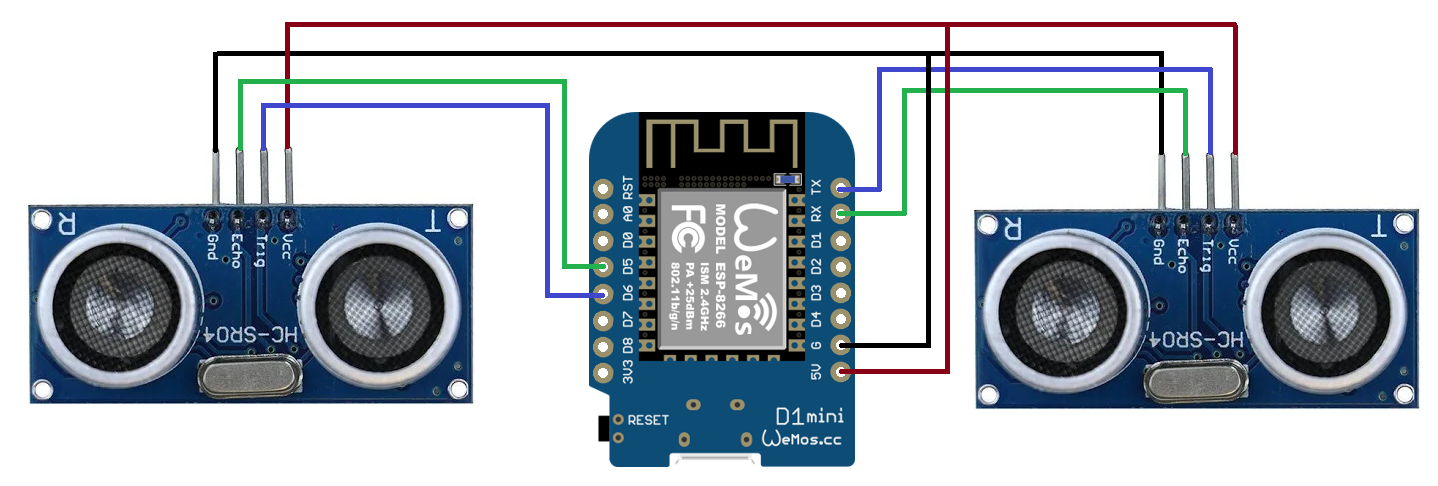 R
T
Gnd
Echo
Trig
Vcc
HC-SR04
RST
A0
D0
D5
D6
D7
D8
3V3
TX
RX
D1
D2
D3
D4
G
5V
WeMos
MODEL ESP-8266
ISM 2.4GHz
PA +25dBm
802.11b/g/n
FC
RESET
D1mini
WeMos.cc
R
T
Gnd
Echo
Trig
Vcc
HC-SR04